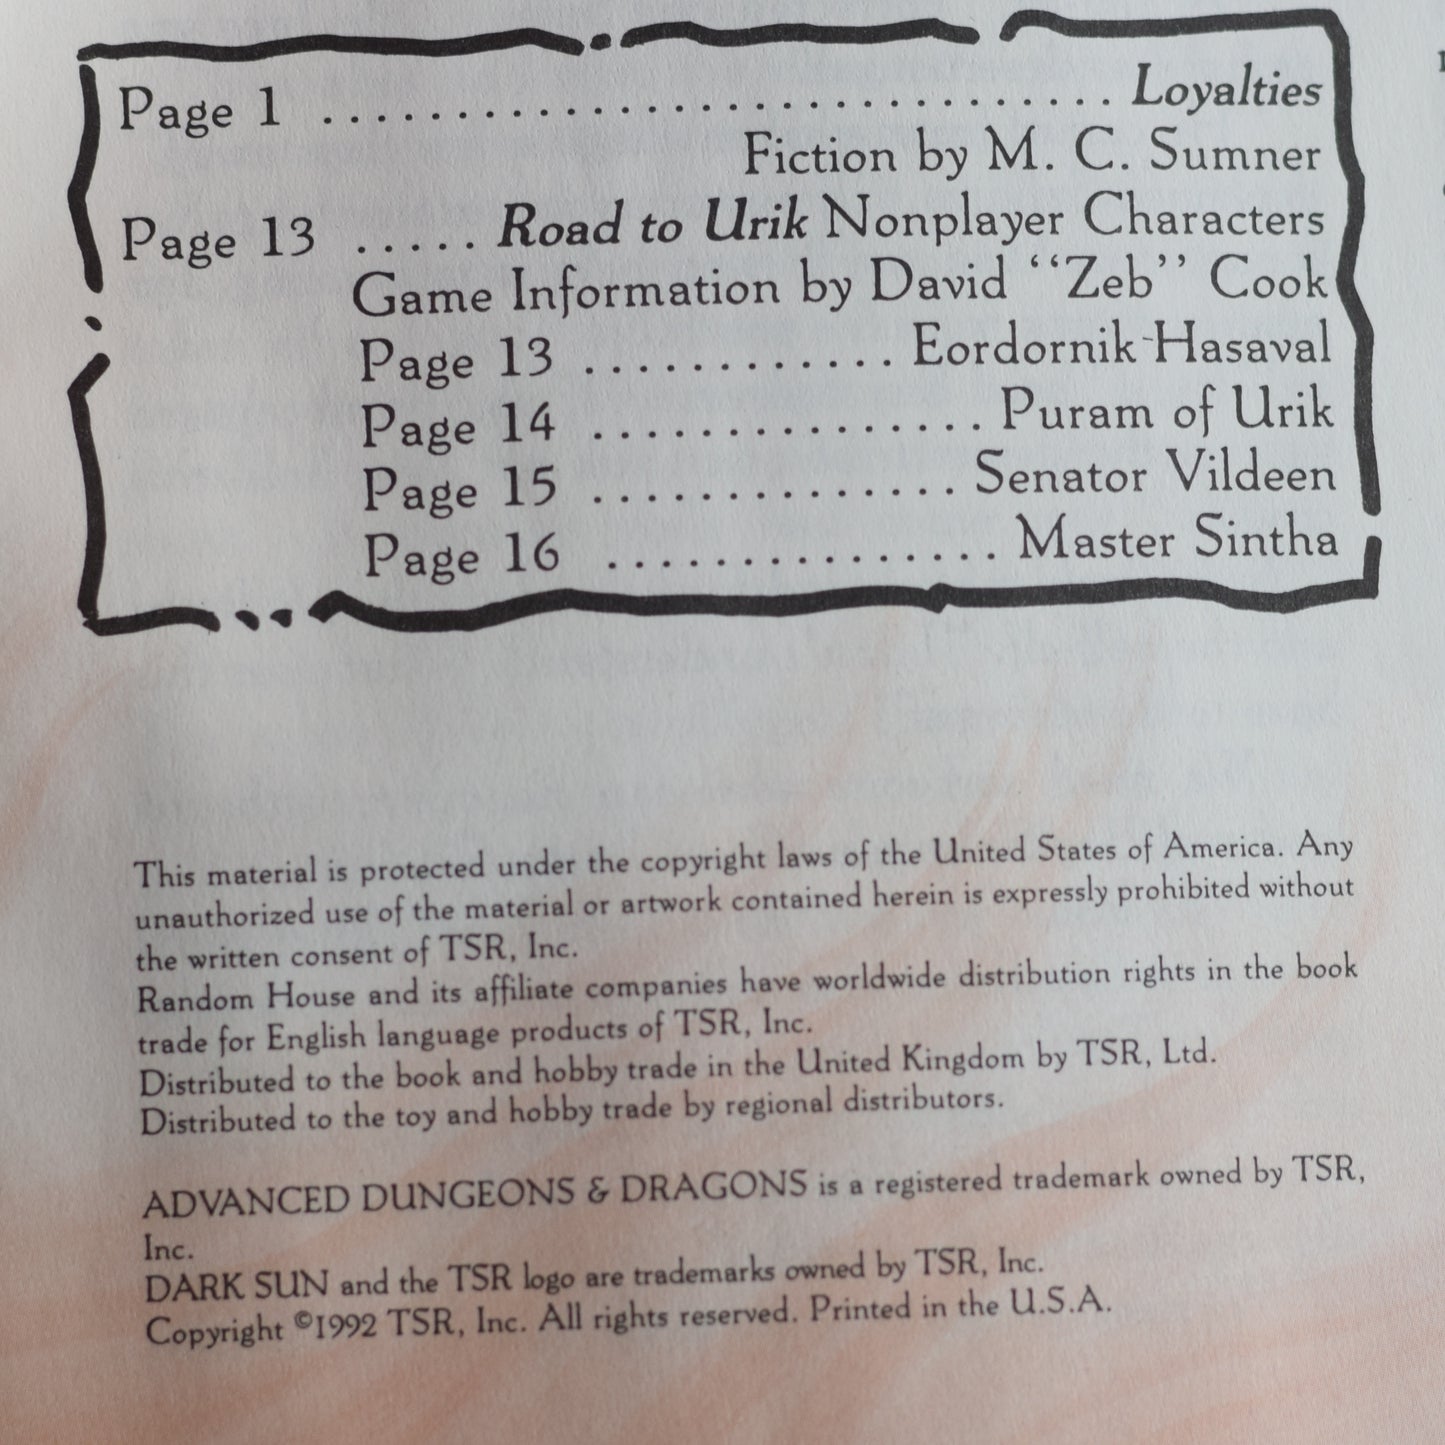 Page 1 .............................. Loyalties
Fiction by M. C. Sumner
Page 13 ..... Road to Urik Nonplayer Characters
Game Information by David “Zeb” Cook
Page 13 ............ Eordornik-Hasaval
Page 14 ............... Puram of Urik
Page 15 .............. Senator Vildeen
Page 16 ............... Master Sintha
This material is protected under the copyright laws of the United States of America. Any
unauthorized use of the material or artwork contained herein is expressly prohibited without
the written consent of TSR, Inc.
Random House and its affiliate companies have worldwide distribution rights in the book
trade for English language products of TSR, Inc.
Distributed to the book and hobby trade in the United Kingdom by TSR, Ltd.
Distributed to the toy and hobby trade by regional distributors.
ADVANCED DUNGEONS & DRAGONS is a registered trademark owned by TSR,
Inc.
DARK SUN and the TSR logo are trademarks owned by TSR, Inc.
Copyright ©1992 TSR, Inc. All rights reserved. Printed in the U.S.A.